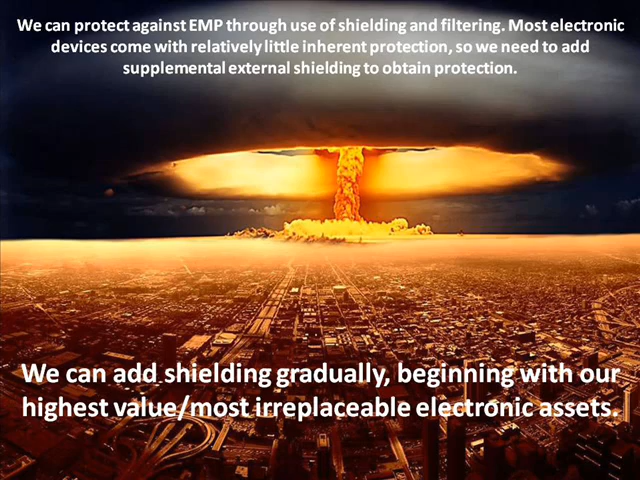 We can protect against EMP through use of shielding and filtering. Most electronic
devices come with relatively little inherent protection, so we need to add
supplemental external shielding to obtain protection.
We can add shielding gradually, beginning with our
highest value/most irreplaceable electronic assets.